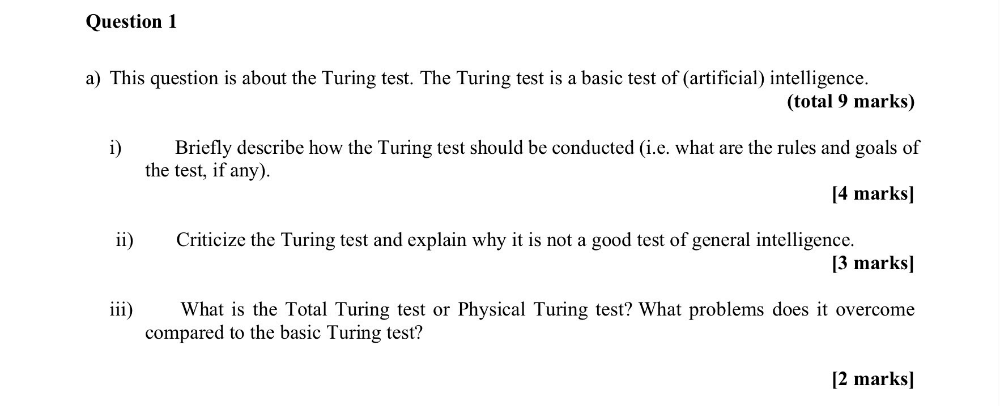 Question 1
a) This question is about the Turing test. The Turing test is a basic test of (artificial) intelligence.
(total 9 marks)
i) Briefly describe how the Turing test should be conducted (i.e. what are the rules and goals of
the test, if any).
[4 marks]
ii) Criticize the Turing test and explain why it is not a good test of general intelligence.
[3 marks]
iii) What is the Total Turing test or Physical Turing test? What problems does it overcome
compared to the basic Turing test?
[2 marks]